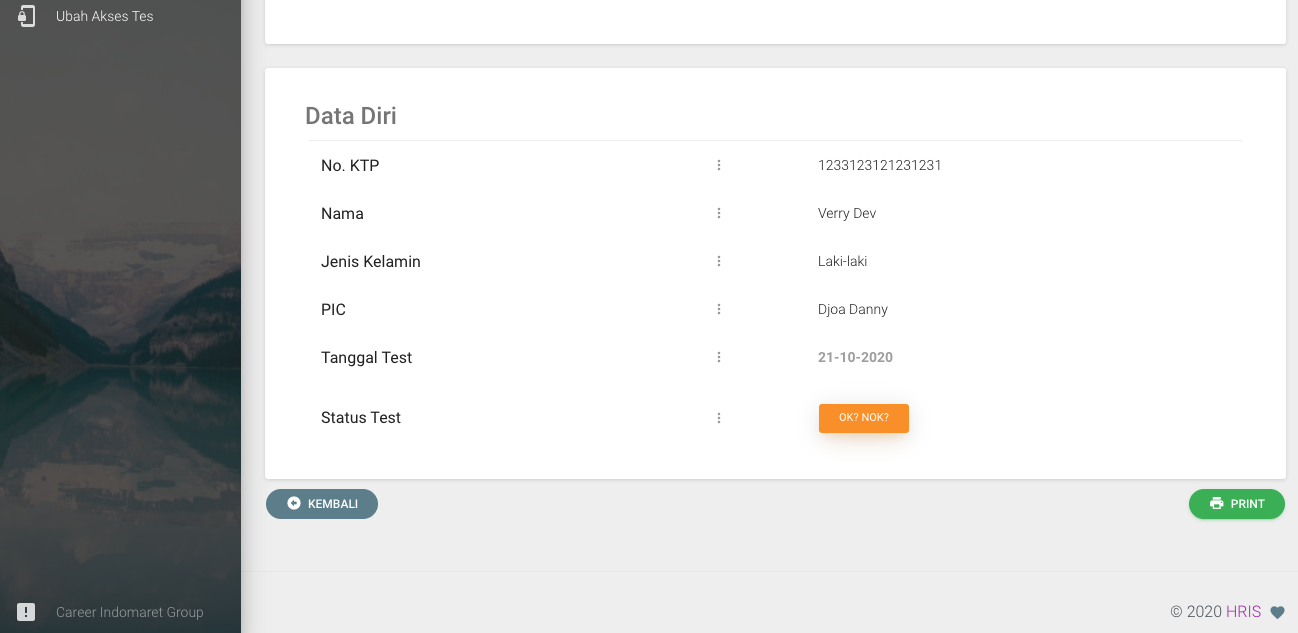 Ubah Akses Tes
Data Diri
No. KTP 1233123121231231
Nama Verry Dev
Jenis Kelamin Laki-laki
PIC Djoa Danny
Tanggal Test 21-10-2020
Status Test OK? NOK?
KEMBALI PRINT
Career Indomaret Group
© 2020 HRIS